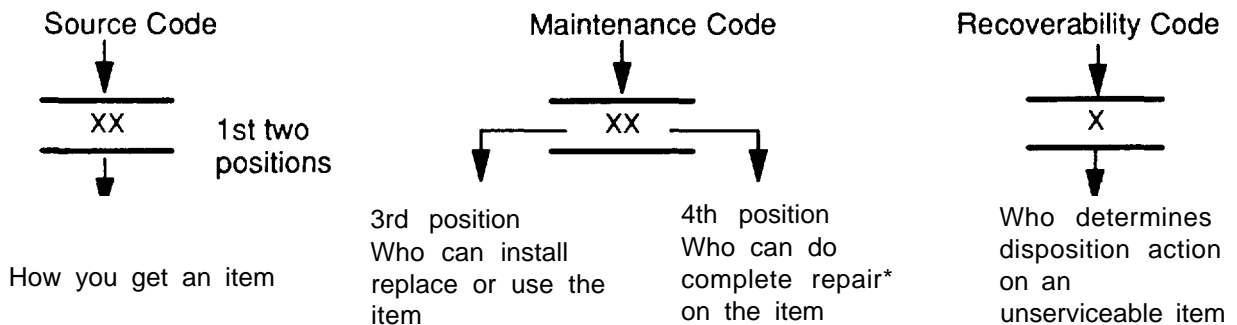 Source Code
XX
1st two
positions
How you get an item
Maintenance Code
XX
3rd position
Who can install
replace or use the
item
4th position
Who can do
complete repair*
on the item
Recoverability Code
X
Who determines
disposition action
on an
unserviceable item